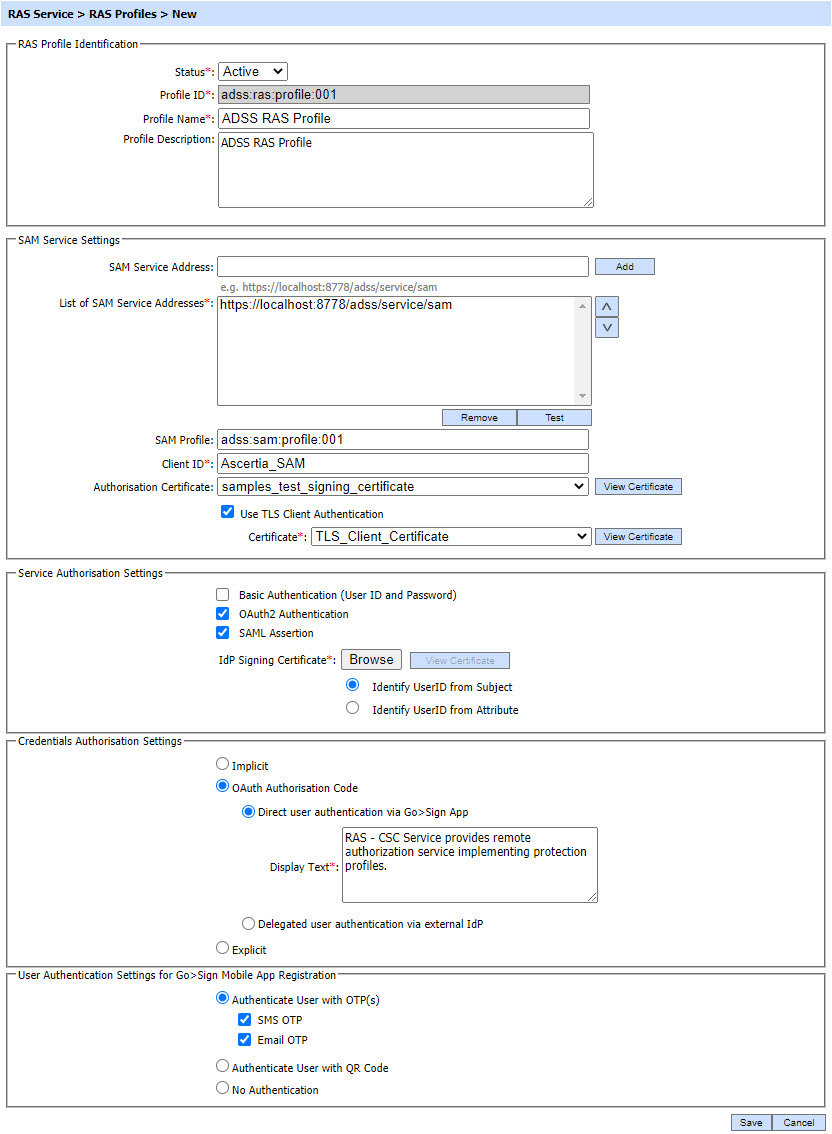 RAS Service > RAS Profiles > New
RAS Profile Identification
Status*: Active
Profile ID*: adss:ras:profile:001
Profile Name*: ADSS RAS Profile
Profile Description: ADSS RAS Profile
SAM Service Settings
SAM Service Address: Add
e.g. https://localhost:8778/adss/service/sam
List of SAM Service Addresses*: https://localhost:8778/adss/service/sam
Remove Test
SAM Profile: adss:sam:profile:001
Client ID*: Ascertia_SAM
Authorisation Certificate: samples_test_signing_certificate View Certificate
Use TLS Client Authentication
Certificate*: TLS_Client_Certificate View Certificate
Service Authorisation Settings
Basic Authentication (User ID and Password)
OAuth2 Authentication
SAML Assertion
IdP Signing Certificate*: Browse View Certificate
Identify UserID from Subject
Identify UserID from Attribute
Credentials Authorisation Settings
Implicit
OAuth Authorisation Code
Direct user authentication via Go>Sign App
Display Text*: RAS - CSC Service provides remote
authorization service implementing protection
profiles.
Delegated user authentication via external IdP
Explicit
User Authentication Settings for Go>Sign Mobile App Registration
Authenticate User with OTP(s)
SMS OTP
Email OTP
Authenticate User with QR Code
No Authentication
Save Cancel